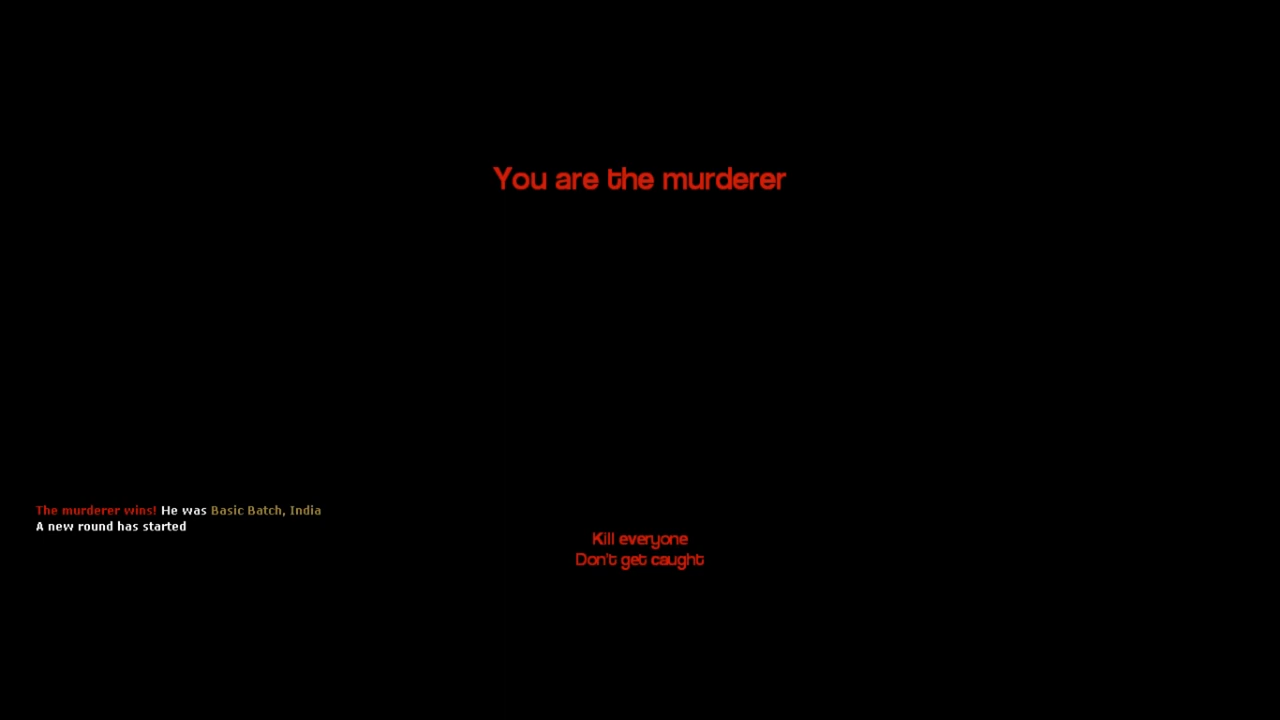 You are the murderer
The murderer wins! He was Basic Batch, India
A new round has started
Kill everyone
Don't get caught